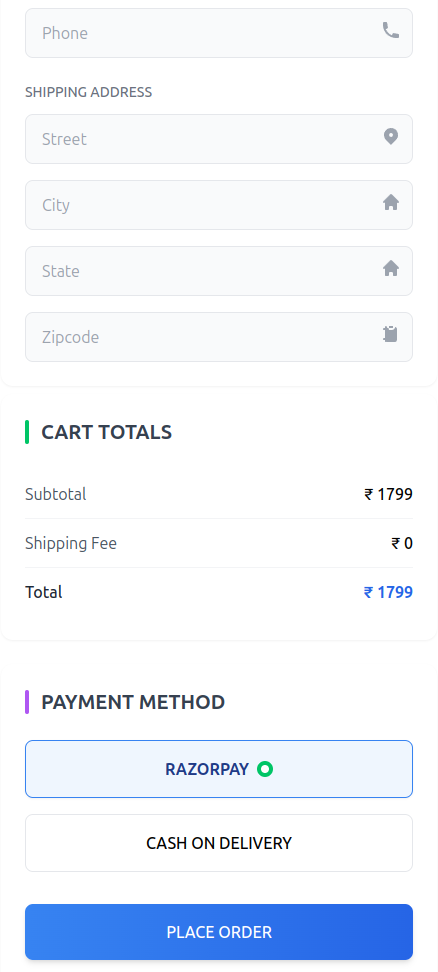 Phone
SHIPPING ADDRESS
Street
City
State
Zipcode
CART TOTALS
Subtotal ₹ 1799
Shipping Fee ₹ 0
Total ₹ 1799
PAYMENT METHOD
RAZORPAY
CASH ON DELIVERY
PLACE ORDER